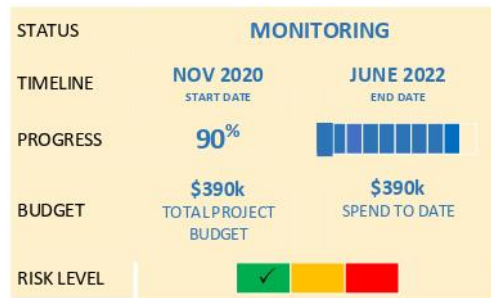 STATUS MONITORING
TIMELINE NOV 2020 JUNE 2022
START DATE END DATE
PROGRESS 90%
$390k $390k
BUDGET TOTAL PROJECT SPEND TO DATE
BUDGET
RISK LEVEL ✓